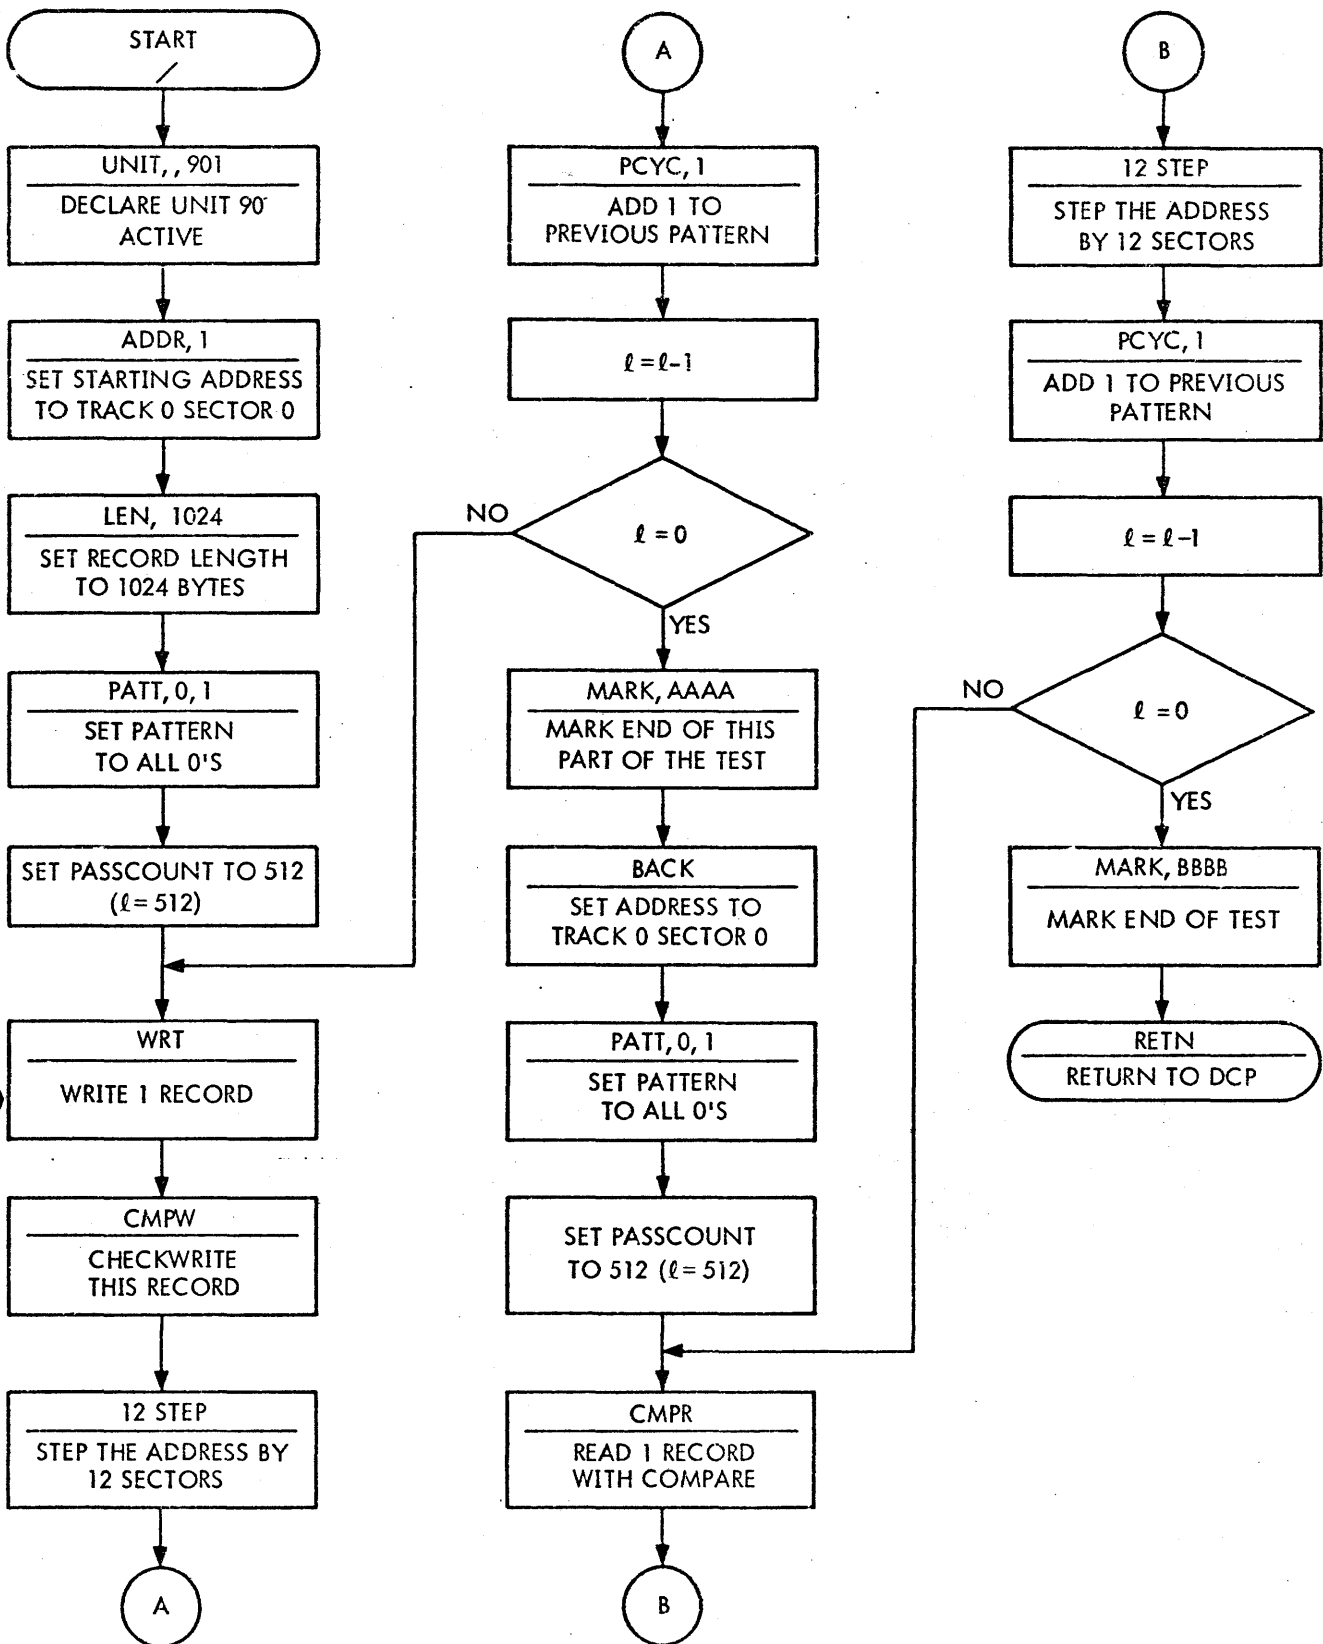 START
UNIT,,901
DECLARE UNIT 90
ACTIVE
ADDR,1
SET STARTING ADDRESS
TO TRACK 0 SECTOR 0
LEN, 1024
SET RECORD LENGTH
TO 1024 BYTES
PATT,0,1
SET PATTERN
TO ALL 0'S
SET PASSCOUNT TO 512
(ℓ=512)
WRT
WRITE 1 RECORD
CMPW
CHECKWRITE
THIS RECORD
12 STEP
STEP THE ADDRESS BY
12 SECTORS
A
A
PCYC,1
ADD 1 TO
PREVIOUS PATTERN
ℓ=ℓ-1
ℓ=0
NO
YES
MARK,AAAA
MARK END OF THIS
PART OF THE TEST
BACK
SET ADDRESS TO
TRACK 0 SECTOR 0
PATT,0,1
SET PATTERN
TO ALL 0'S
SET PASSCOUNT
TO 512 (ℓ=512)
CMPR
READ 1 RECORD
WITH COMPARE
B
B
12 STEP
STEP THE ADDRESS
BY 12 SECTORS
PCYC,1
ADD 1 TO PREVIOUS
PATTERN
ℓ=ℓ-1
NO
ℓ=0
YES
MARK,BBBB
MARK END OF TEST
RETN
RETURN TO DCP